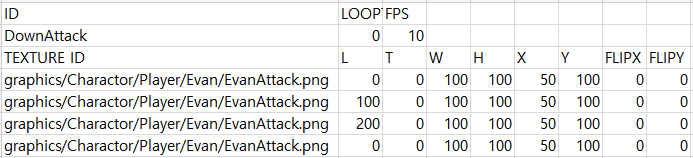 ID LOOPT FPS
DownAttack 0 10
TEXTURE ID L T W H X Y FLIPX FLIPY
graphics/Charactor/Player/Evan/EvanAttack.png 0 0 100 100 50 100 0 0
graphics/Charactor/Player/Evan/EvanAttack.png 100 0 100 100 50 100 0 0
graphics/Charactor/Player/Evan/EvanAttack.png 200 0 100 100 50 100 0 0
graphics/Charactor/Player/Evan/EvanAttack.png 0 0 100 100 50 100 0 0